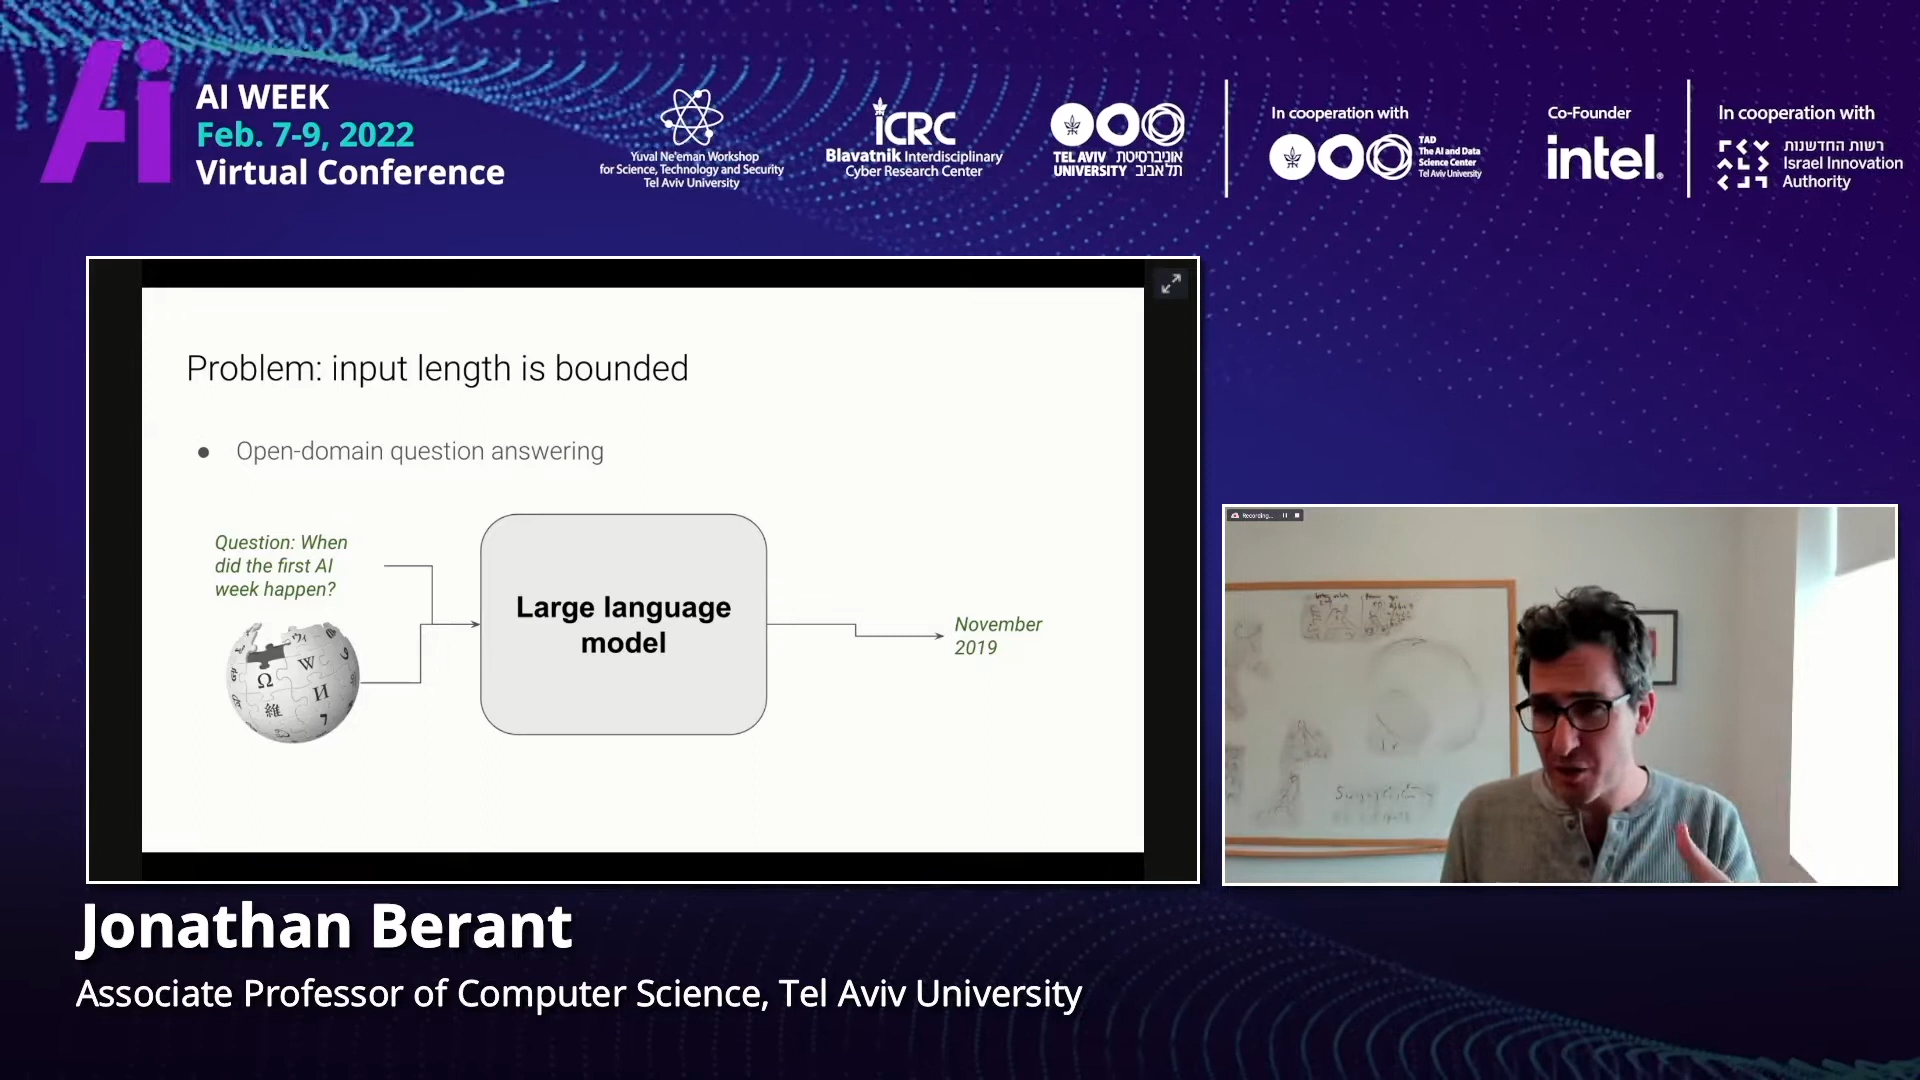 Ai
AI WEEK
Feb. 7-9, 2022
Virtual Conference
Yuval Ne'eman Workshop
for Science, Technology and Security
Tel Aviv University
iCRC
Blavatnik Interdisciplinary
Cyber Research Center
TEL AVIV אוניברסיטת
UNIVERSITY תל אביב
In cooperation with
TAD
The AI and Data
Science Center
Tel Aviv University
Co-Founder
intel.
In cooperation with
רשות החדשנות
Israel Innovation
Authority
Problem: input length is bounded
● Open-domain question answering
Question: When
did the first AI
week happen?
Large language
model
November
2019
W
Ω
И
維
Recording...
Jonathan Berant
Associate Professor of Computer Science, Tel Aviv University